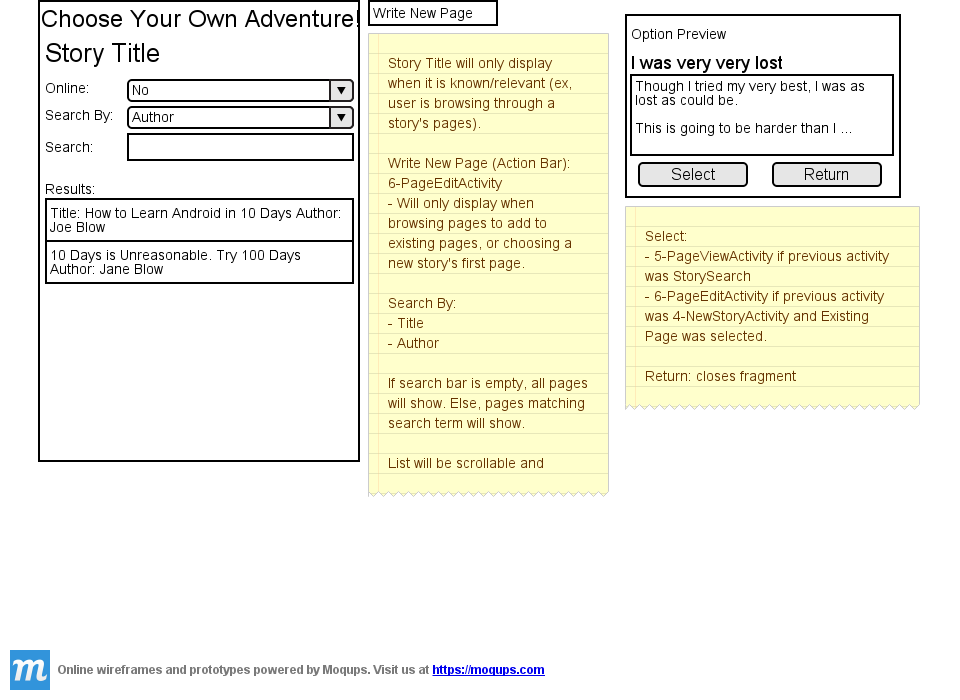 Choose Your Own Adventure!
Story Title
Online:
No
Search By:
Author
Search:
Results:
Title: How to Learn Android in 10 Days Author:
Joe Blow
10 Days is Unreasonable. Try 100 Days
Author: Jane Blow
Write New Page
Story Title will only display
when it is known/relevant (ex,
user is browsing through a
story's pages).
Write New Page (Action Bar):
6-PageEditActivity
- Will only display when
browsing pages to add to
existing pages, or choosing a
new story's first page.
Search By:
- Title
- Author
If search bar is empty, all pages
will show. Else, pages matching
search term will show.
List will be scrollable and
Option Preview
I was very very lost
Though I tried my very best, I was as
lost as could be.
This is going to be harder than I ...
Select
Return
Select:
- 5-PageViewActivity if previous activity
was StorySearch
- 6-PageEditActivity if previous activity
was 4-NewStoryActivity and Existing
Page was selected.
Return: closes fragment
m
Online wireframes and prototypes powered by Moqups. Visit us at https://moqups.com